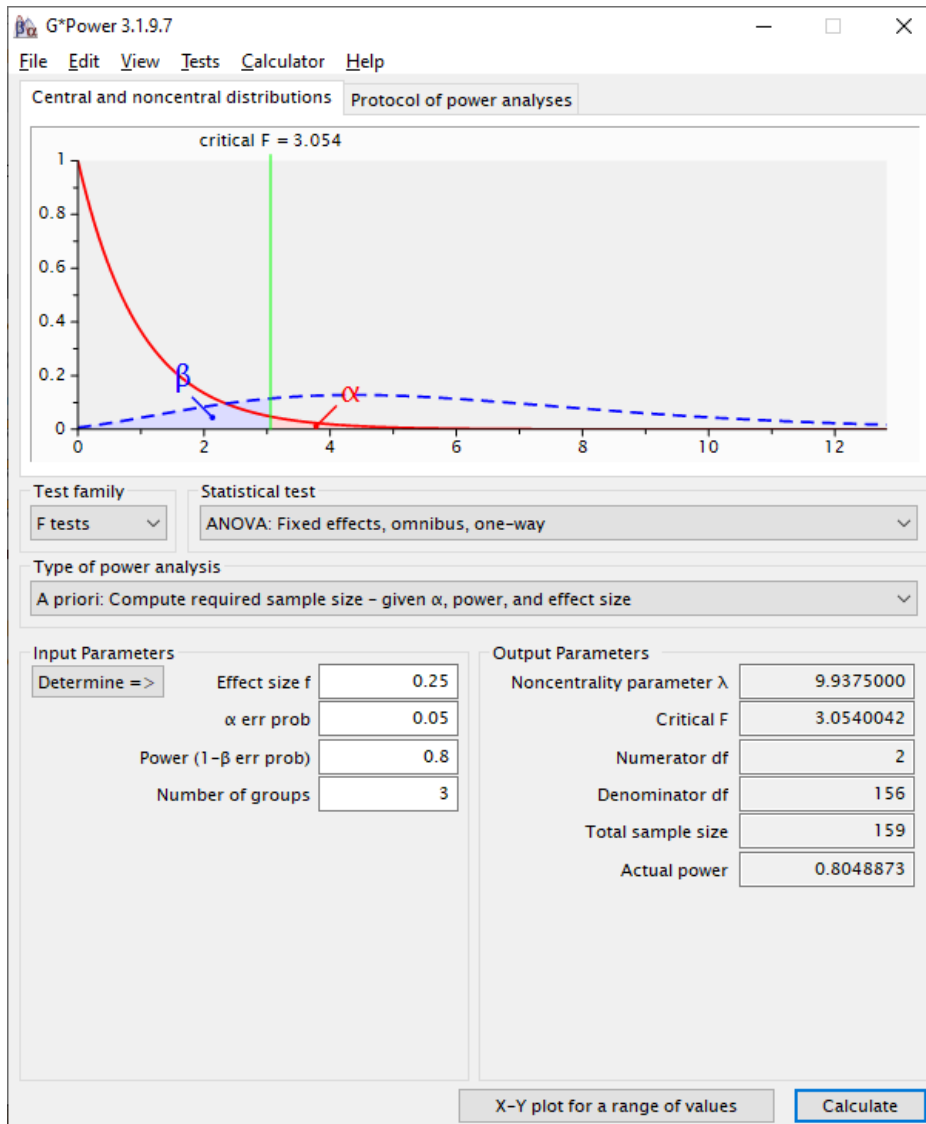 G*Power 3.1.9.7
File Edit View Tests Calculator Help
Central and noncentral distributions Protocol of power analyses
critical F = 3.054
1
0.8
0.6
0.4
0.2
β α
0
0 2 4 6 8 10 12
Test family Statistical test
F tests ANOVA: Fixed effects, omnibus, one-way
Type of power analysis
A priori: Compute required sample size – given α, power, and effect size
Input Parameters Output Parameters
Determine => Effect size f 0.25 Noncentrality parameter λ 9.9375000
α err prob 0.05 Critical F 3.0540042
Power (1–β err prob) 0.8 Numerator df 2
Number of groups 3 Denominator df 156
Total sample size 159
Actual power 0.8048873
X–Y plot for a range of values Calculate